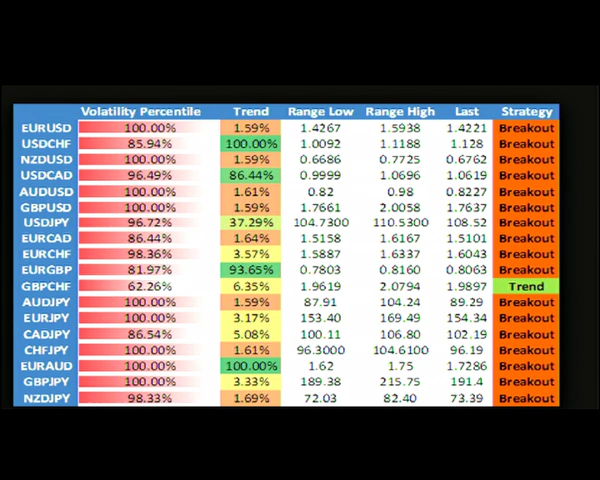 Volatility Percentile Trend Range Low Range High Last Strategy
EURUSD 100.00% 1.59% 1.4267 1.5938 1.4221 Breakout
USDCHF 85.94% 100.00% 1.0092 1.1188 1.128 Breakout
NZDUSD 100.00% 1.59% 0.6686 0.7725 0.6762 Breakout
USDCAD 96.49% 86.44% 0.9999 1.0696 1.0619 Breakout
AUDUSD 100.00% 1.61% 0.82 0.98 0.8227 Breakout
GBPUSD 100.00% 1.59% 1.7661 2.0058 1.7637 Breakout
USDJPY 96.72% 37.29% 104.7300 110.5300 108.52 Breakout
EURCAD 86.44% 1.64% 1.5158 1.6167 1.5101 Breakout
EURCHF 98.36% 3.57% 1.5887 1.6337 1.6043 Breakout
EURGBP 81.97% 93.65% 0.7803 0.8160 0.8063 Breakout
GBPCHF 62.26% 6.35% 1.9619 2.0794 1.9897 Trend
AUDJPY 100.00% 1.59% 87.91 104.24 89.29 Breakout
EURJPY 100.00% 3.17% 153.40 169.49 154.34 Breakout
CADJPY 86.54% 5.08% 100.11 106.80 102.19 Breakout
CHFJPY 100.00% 1.61% 96.3000 104.6100 96.19 Breakout
EURAUD 100.00% 100.00% 1.62 1.75 1.7286 Breakout
GBPJPY 100.00% 3.33% 189.38 215.75 191.4 Breakout
NZDJPY 98.33% 1.69% 72.03 82.40 73.39 Breakout